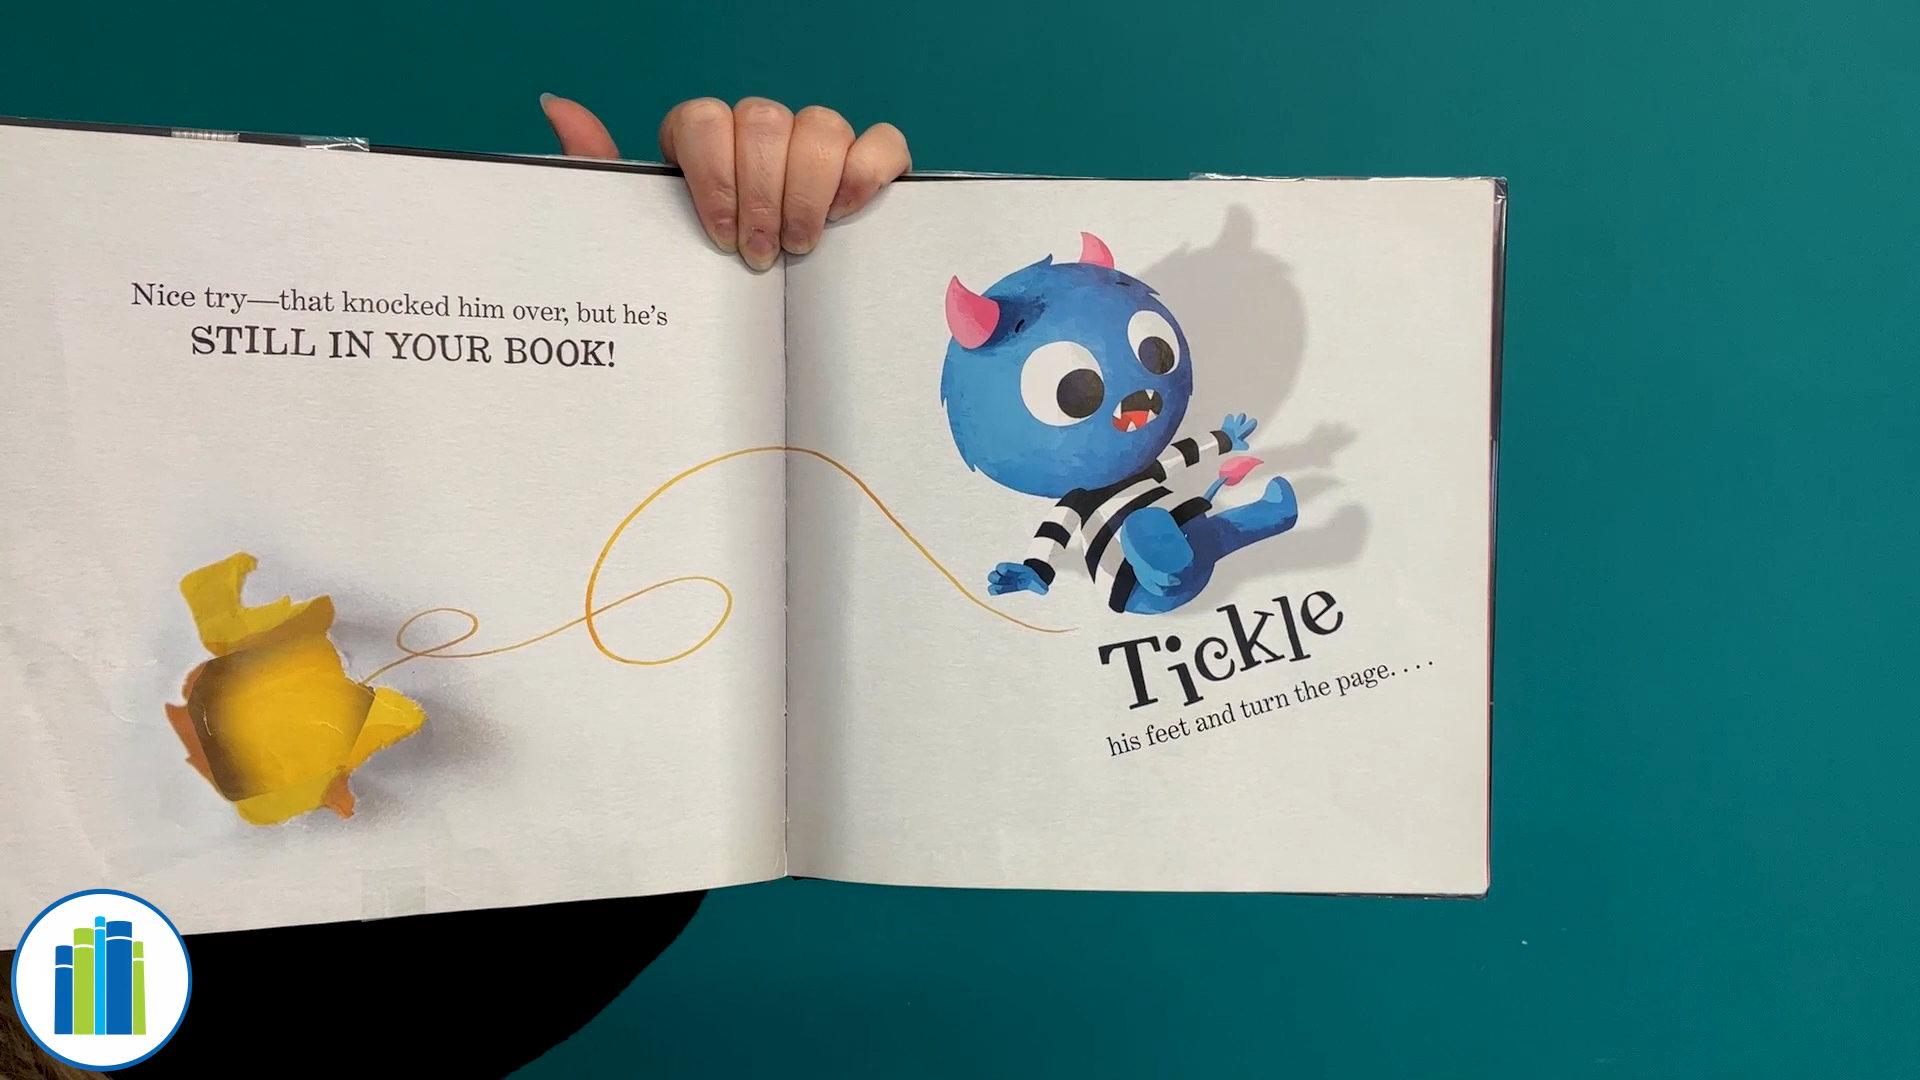 Nice try—that knocked him over, but he's
STILL IN YOUR BOOK!
Tickle
his feet and turn the page. . . .